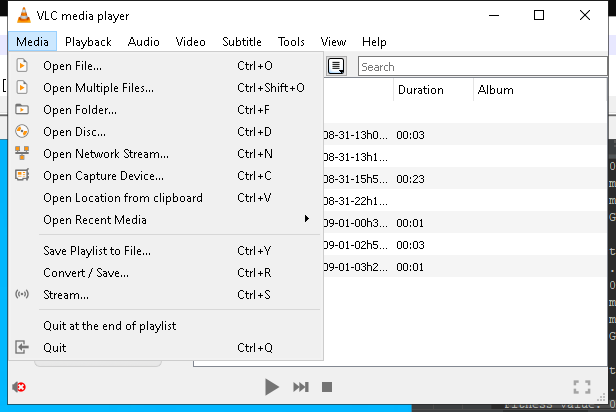 VLC media player
Media Playback Audio Video Subtitle Tools View Help
Open File... Ctrl+O
Open Multiple Files... Ctrl+Shift+O
Open Folder... Ctrl+F
Open Disc... Ctrl+D
Open Network Stream... Ctrl+N
Open Capture Device... Ctrl+C
Open Location from clipboard Ctrl+V
Open Recent Media
Save Playlist to File... Ctrl+Y
Convert / Save... Ctrl+R
Stream... Ctrl+S
Quit at the end of playlist
Quit Ctrl+Q
Search
Duration Album
08-31-13h0... 00:03
08-31-13h1...
08-31-15h5... 00:23
08-31-22h1...
09-01-00h3... 00:01
09-01-02h5... 00:03
09-01-03h2... 00:01